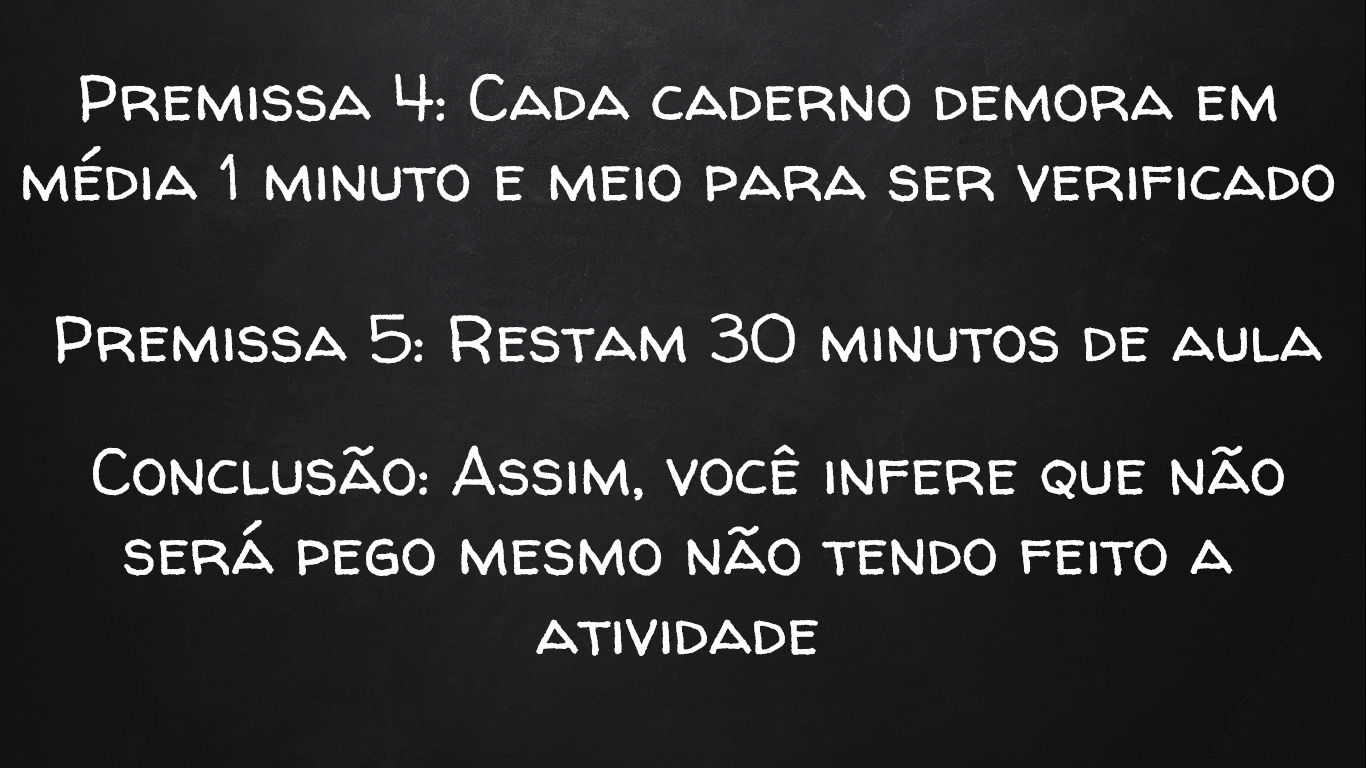 Premissa 4: Cada caderno demora em
média 1 minuto e meio para ser verificado
Premissa 5: Restam 30 minutos de aula
Conclusão: Assim, você infere que não
será pego mesmo não tendo feito a
atividade